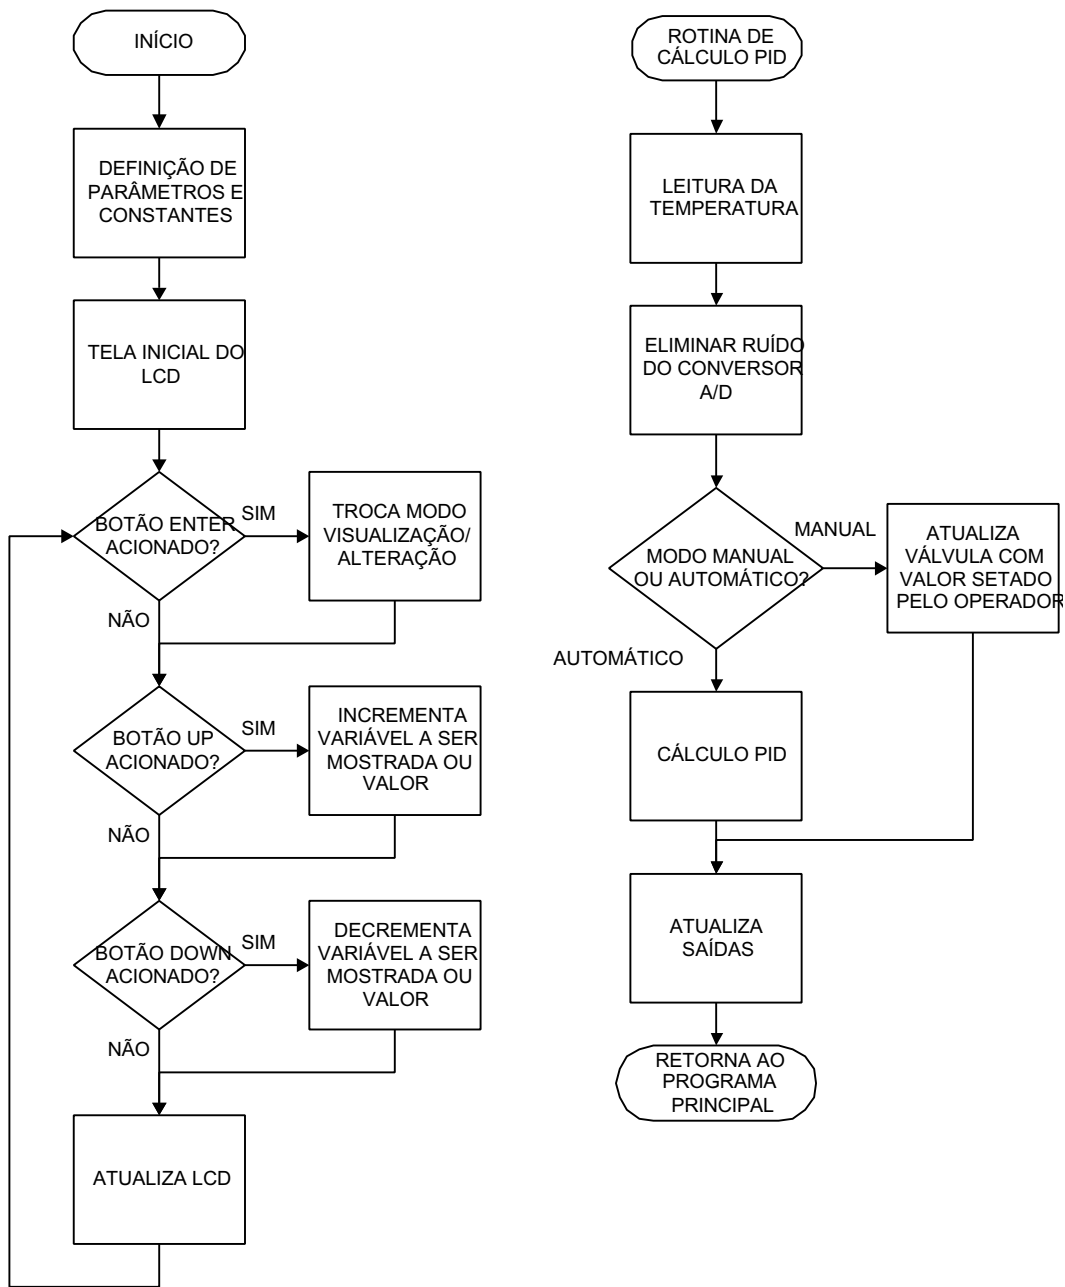 INÍCIO
DEFINIÇÃO DE
PARÂMETROS E
CONSTANTES
TELA INICIAL DO
LCD
BOTÃO ENTER
ACIONADO?
SIM
TROCA MODO
VISUALIZAÇÃO/
ALTERAÇÃO
NÃO
BOTÃO UP
ACIONADO?
SIM
INCREMENTA
VARIÁVEL A SER
MOSTRADA OU
VALOR
NÃO
BOTÃO DOWN
ACIONADO?
SIM
DECREMENTA
VARIÁVEL A SER
MOSTRADA OU
VALOR
NÃO
ATUALIZA LCD
ROTINA DE
CÁLCULO PID
LEITURA DA
TEMPERATURA
ELIMINAR RUÍDO
DO CONVERSOR
A/D
MODO MANUAL
OU AUTOMÁTICO?
MANUAL
ATUALIZA
VÁLVULA COM
VALOR SETADO
PELO OPERADOR
AUTOMÁTICO
CÁLCULO PID
ATUALIZA
SAÍDAS
RETORNA AO
PROGRAMA
PRINCIPAL